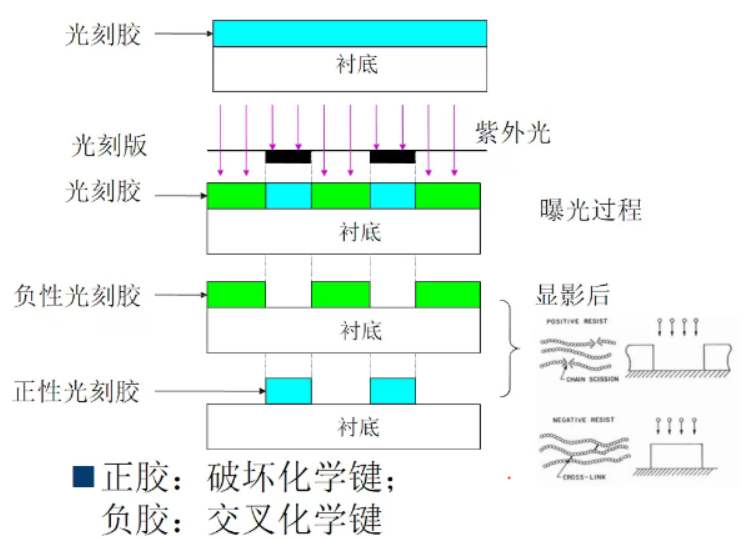 光刻胶
衬底
光刻版
紫外光
光刻胶
曝光过程
衬底
负性光刻胶
显影后
衬底
POSITIVE RESIST
CHAIN SCISSION
正性光刻胶
衬底
NEGATIVE RESIST
CROSS-LINK
正胶：破坏化学键；
负胶：交叉化学键